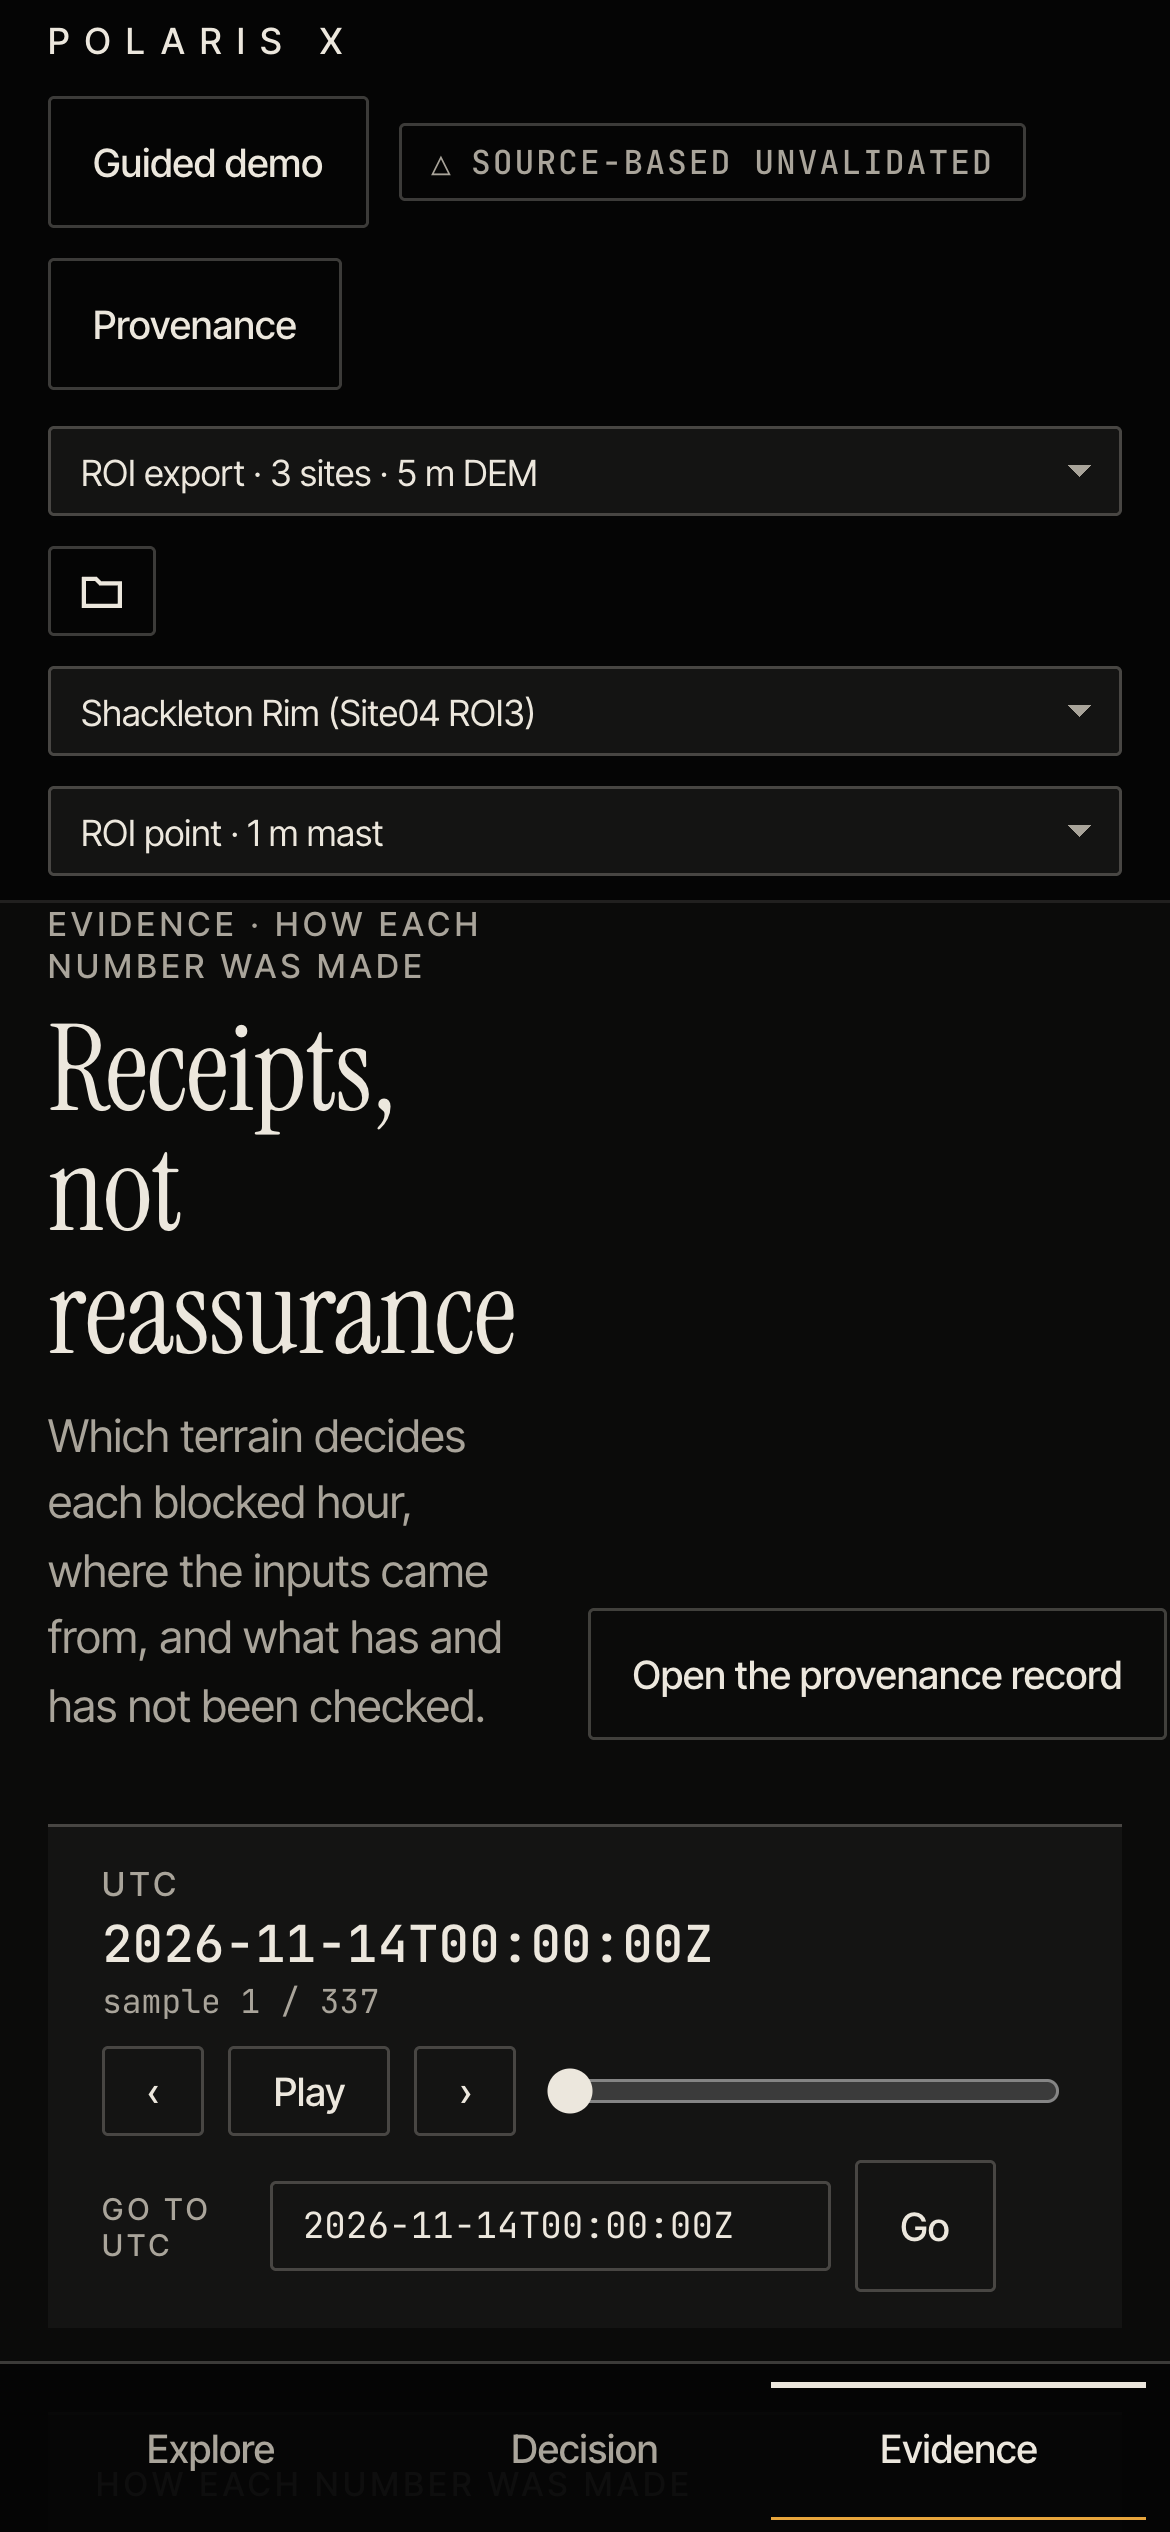 POLARIS X
Guided demo
△ SOURCE-BASED UNVALIDATED
Provenance
ROI export · 3 sites · 5 m DEM
Shackleton Rim (Site04 ROI3)
ROI point · 1 m mast
EVIDENCE · HOW EACH
NUMBER WAS MADE
Receipts,
not
reassurance
Which terrain decides
each blocked hour,
where the inputs came
from, and what has and
has not been checked.
Open the provenance record
UTC
2026-11-14T00:00:00Z
sample 1 / 337
‹
Play
›
GO TO
UTC
2026-11-14T00:00:00Z
Go
Explore
Decision
Evidence
HOW EACH NUMBER WAS MADE